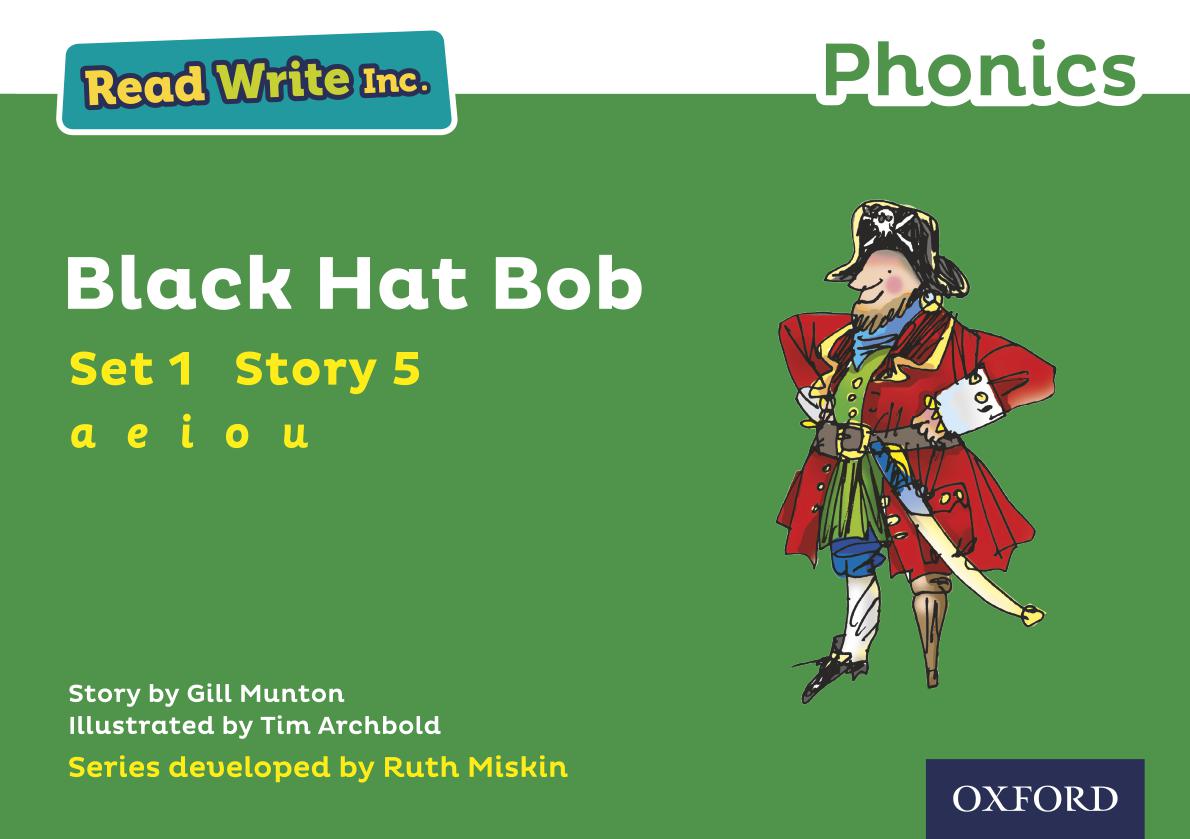 Read Write Inc.
Phonics
Black Hat Bob
Set 1 Story 5
a e i o u
Story by Gill Munton
Illustrated by Tim Archbold
Series developed by Ruth Miskin
OXFORD